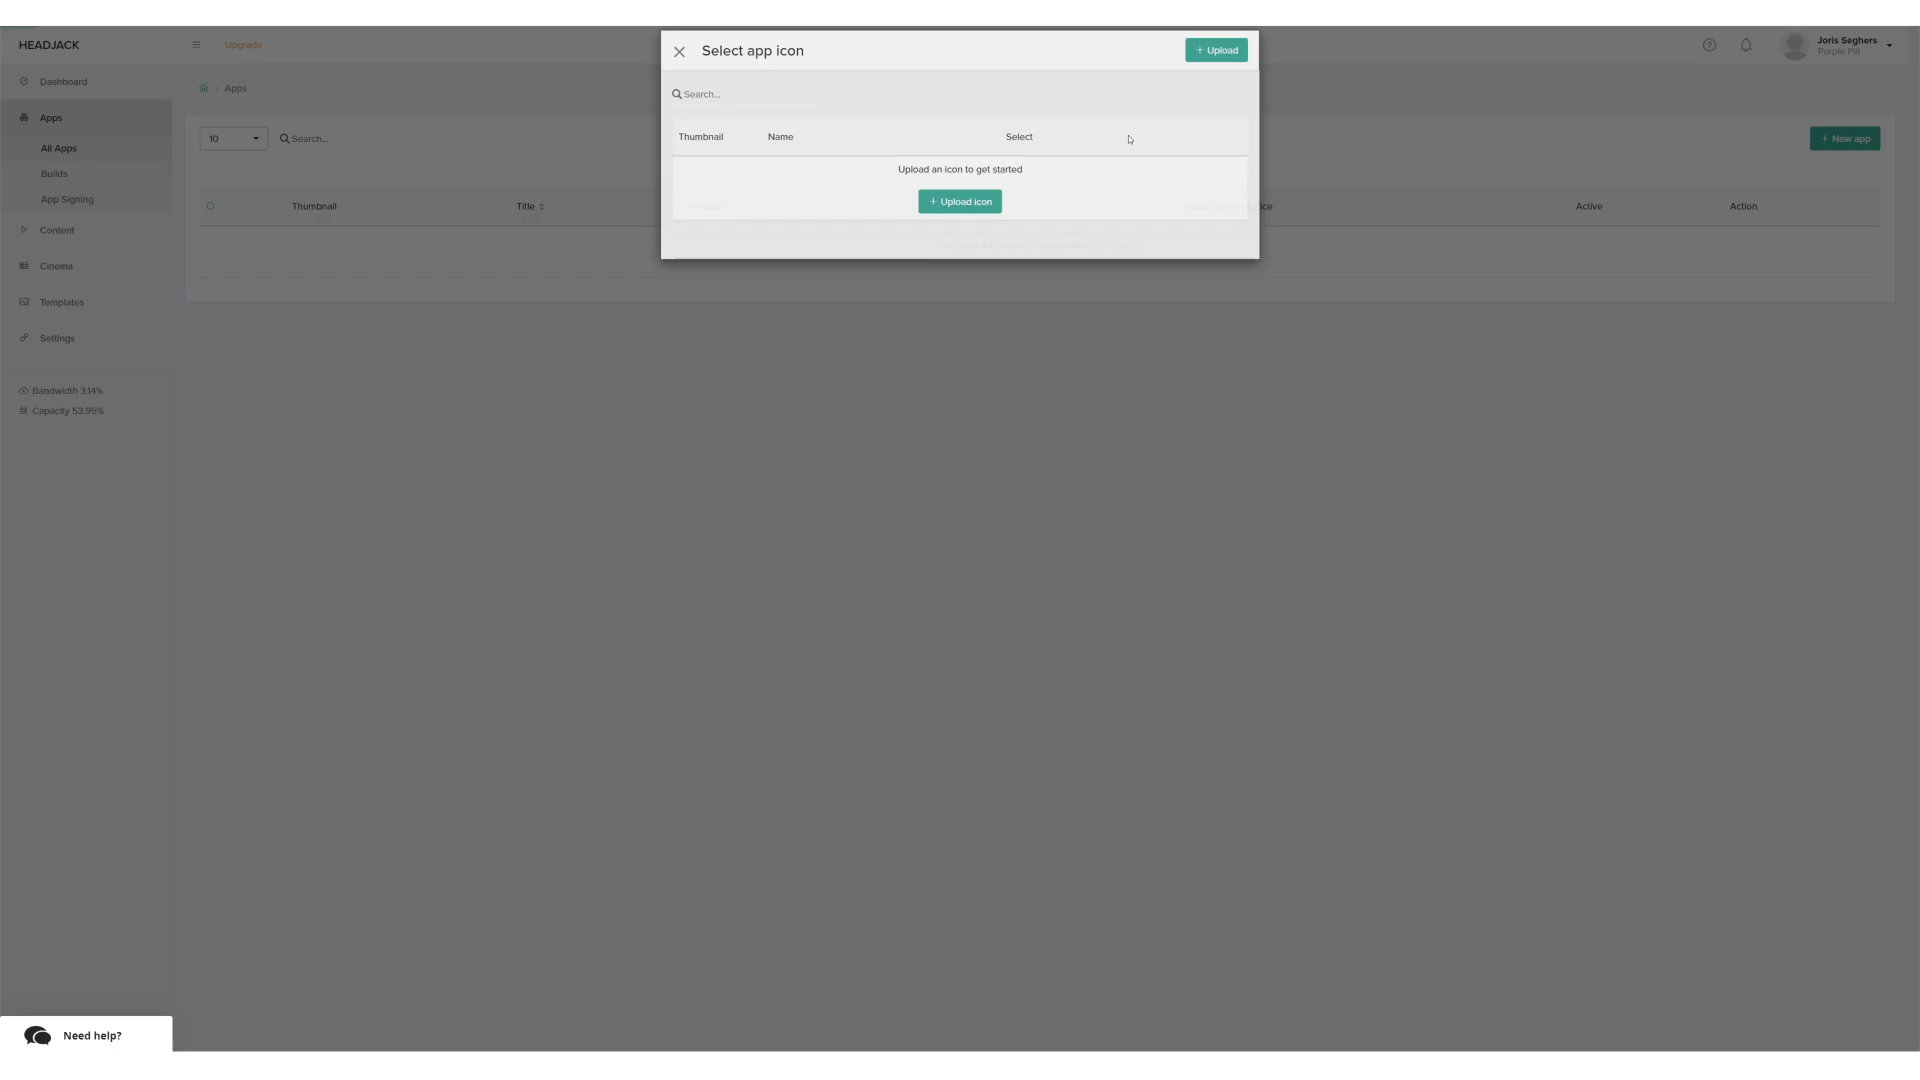 HEADJACK
Upgrade
Select app icon
+ Upload
Joris Seghers
Purple Pill
Dashboard
Apps
All Apps
Builds
App Signing
Content
Cinema
Templates
Settings
Bandwidth 3.14%
Capacity 53.95%
/ Apps
10
Search...
+ New app
Thumbnail
Title
Active
Action
Search...
Thumbnail
Name
Select
Upload an icon to get started
+ Upload icon
Need help?